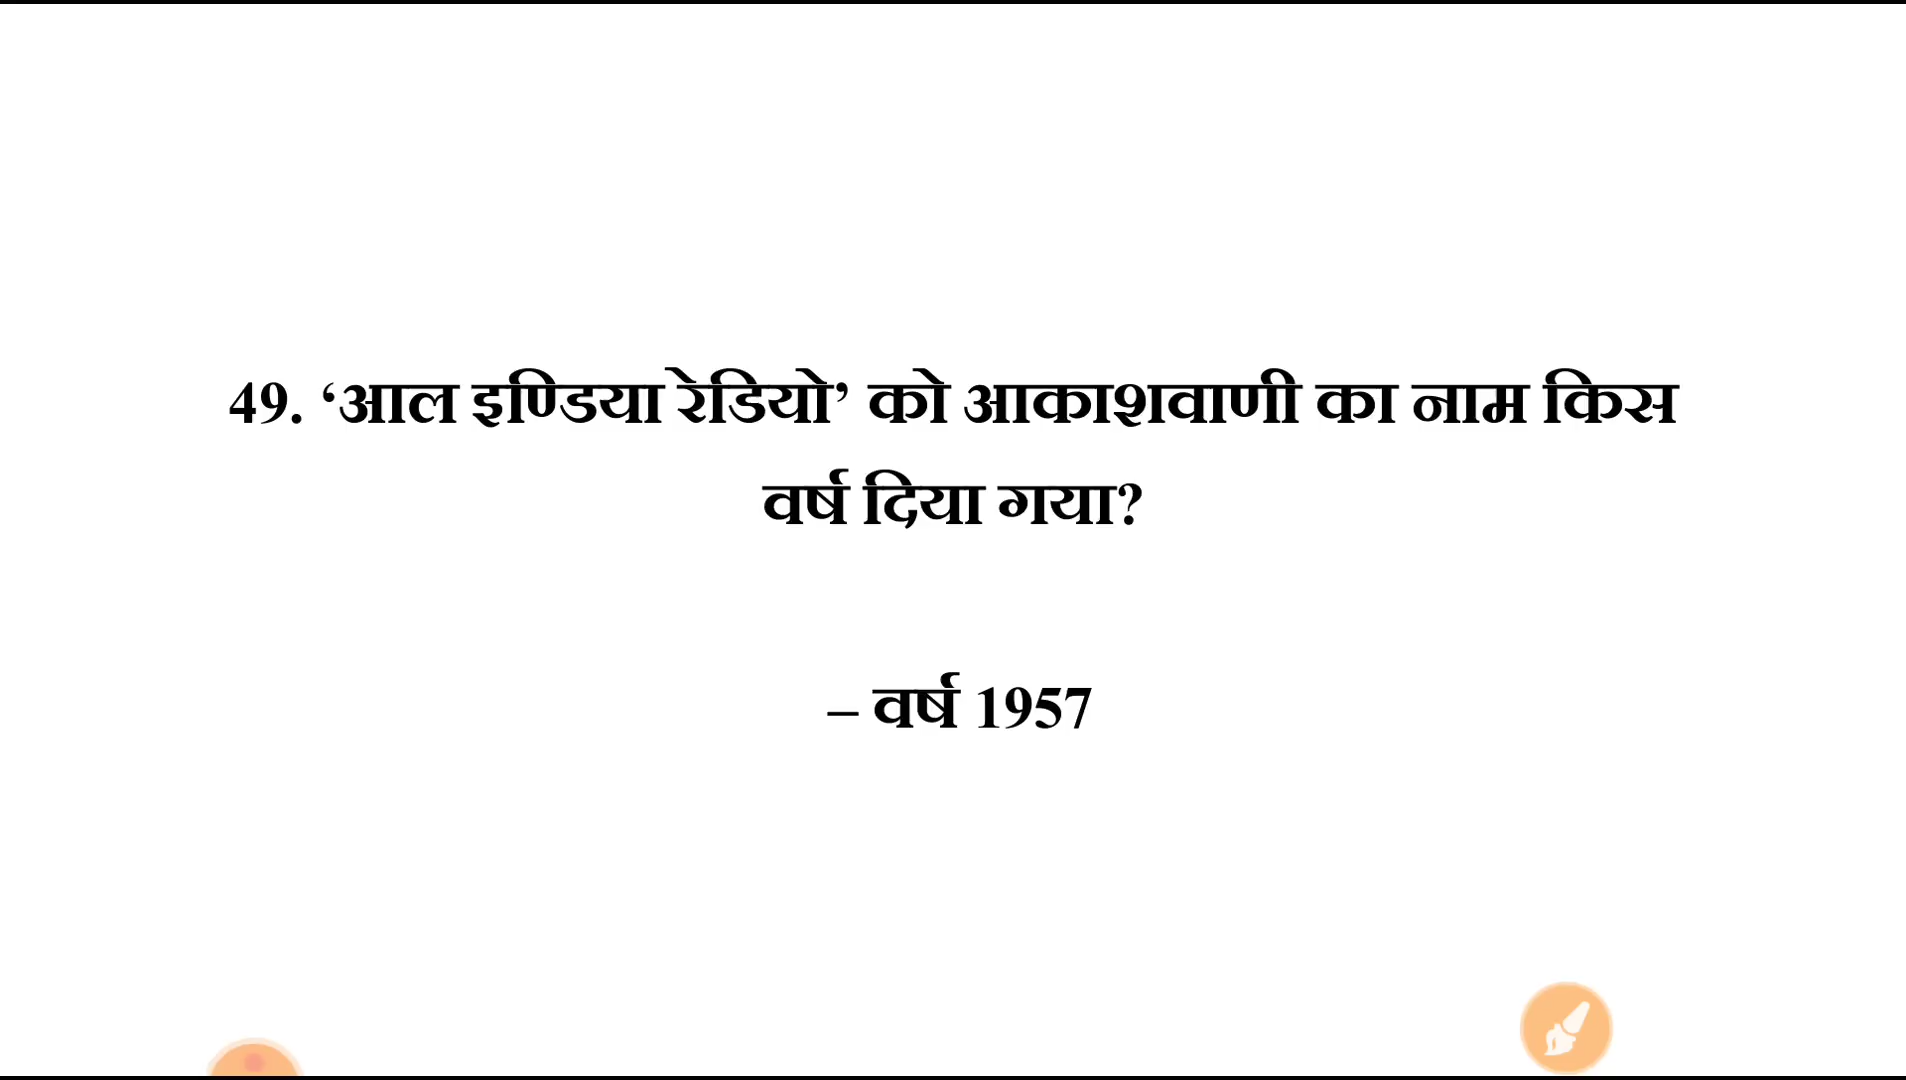 49. ‘आल इण्डिया रेडियो’ को आकाशवाणी का नाम किस
वर्ष दिया गया?
– वर्ष 1957